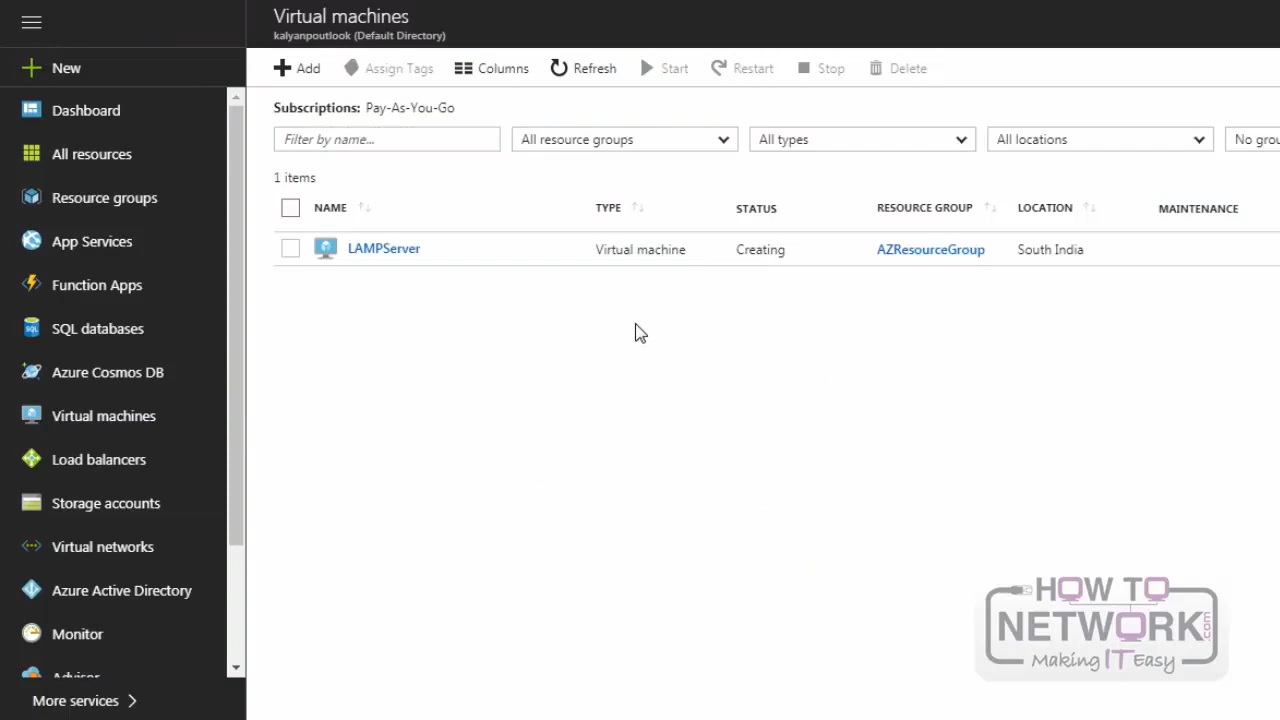 Virtual machines
kalyanpoutlook (Default Directory)
New
Add
Assign Tags
Columns
Refresh
Start
Restart
Stop
Delete
Dashboard
All resources
Resource groups
App Services
Function Apps
SQL databases
Azure Cosmos DB
Virtual machines
Load balancers
Storage accounts
Virtual networks
Azure Active Directory
Monitor
Advisor
More services
Subscriptions: Pay-As-You-Go
Filter by name...
All resource groups
All types
All locations
No grou
1 items
NAME TYPE STATUS RESOURCE GROUP LOCATION MAINTENANCE
LAMPServer Virtual machine Creating AZResourceGroup South India
HOW TO
NETWORK.com
Making IT Easy